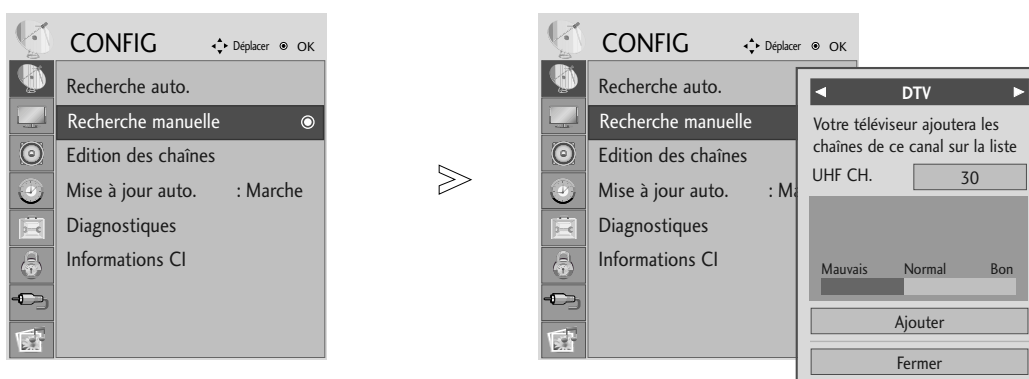 CONFIG Déplacer OK
Recherche auto.
Recherche manuelle
Edition des chaînes
Mise à jour auto. : Marche
Diagnostiques
Informations CI
CONFIG Déplacer OK
Recherche auto.
Recherche manuelle
Edition des chaînes
Mise à jour auto. : Ma
Diagnostiques
Informations CI
DTV
Votre téléviseur ajoutera les
chaînes de ce canal sur la liste
UHF CH. 30
Mauvais Normal Bon
Ajouter
Fermer